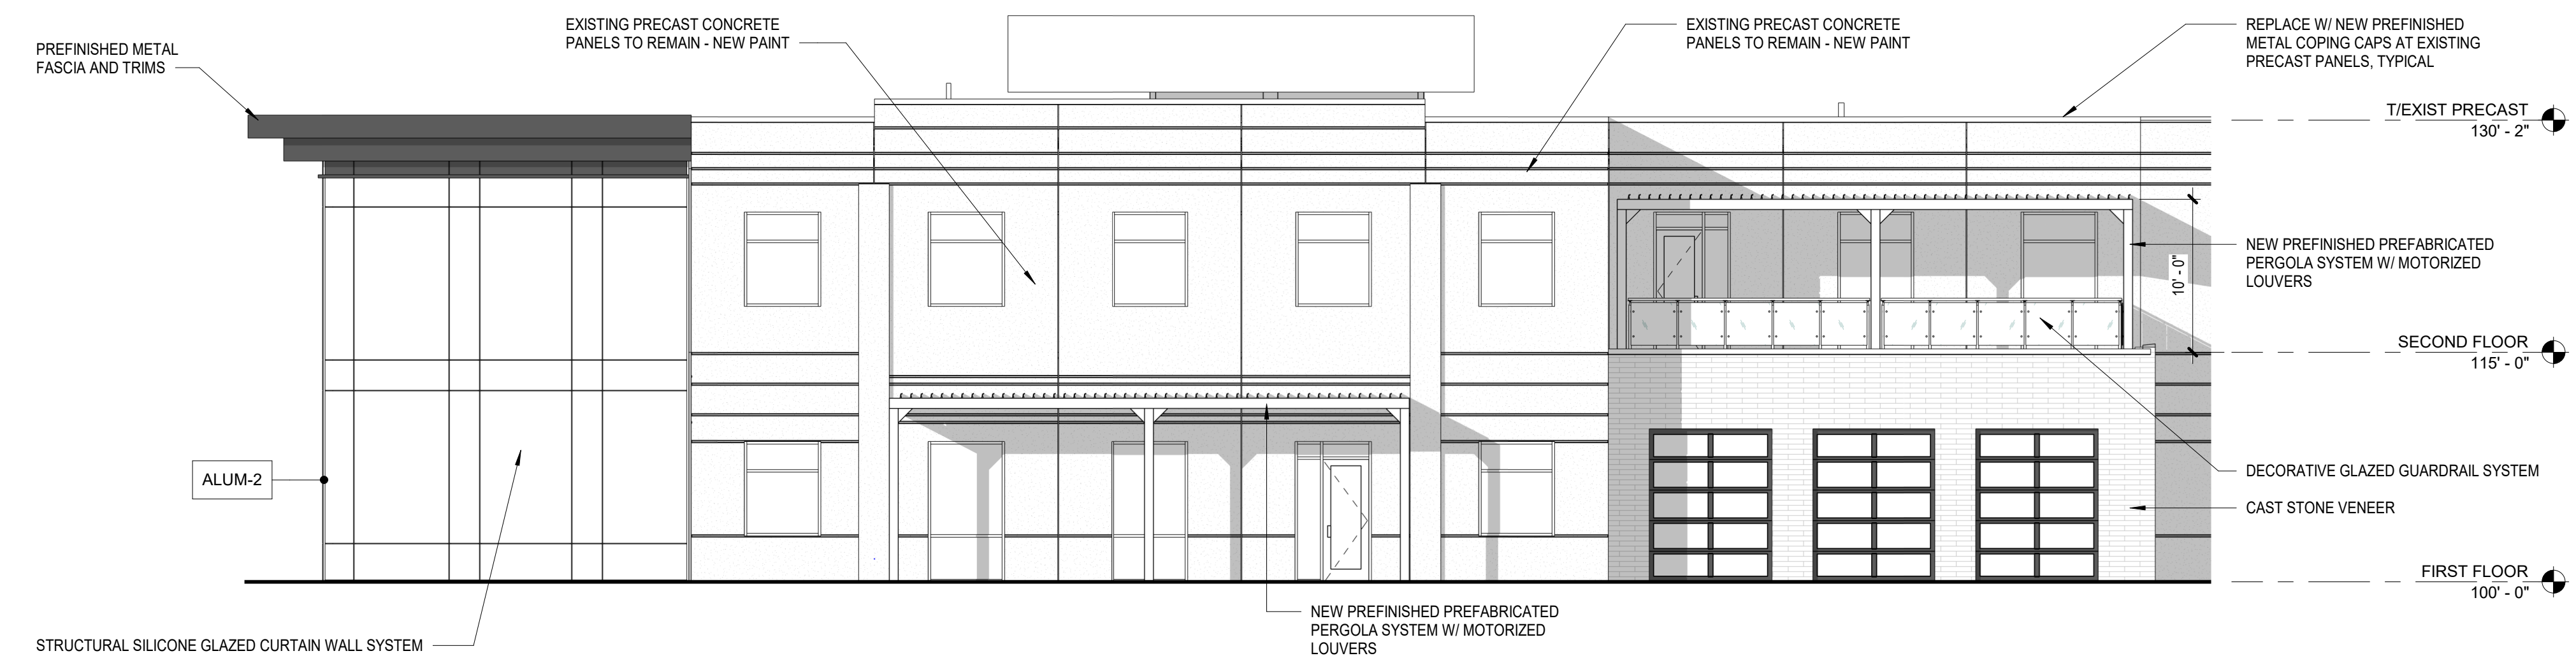 PREFINISHED METAL
FASCIA AND TRIMS
EXISTING PRECAST CONCRETE
PANELS TO REMAIN - NEW PAINT
EXISTING PRECAST CONCRETE
PANELS TO REMAIN - NEW PAINT
REPLACE W/ NEW PREFINISHED
METAL COPING CAPS AT EXISTING
PRECAST PANELS, TYPICAL
T/EXIST PRECAST
130' - 2"
NEW PREFINISHED PREFABRICATED
PERGOLA SYSTEM W/ MOTORIZED
LOUVERS
10' - 0"
SECOND FLOOR
115' - 0"
ALUM-2
DECORATIVE GLAZED GUARDRAIL SYSTEM
CAST STONE VENEER
FIRST FLOOR
100' - 0"
NEW PREFINISHED PREFABRICATED
PERGOLA SYSTEM W/ MOTORIZED
LOUVERS
STRUCTURAL SILICONE GLAZED CURTAIN WALL SYSTEM